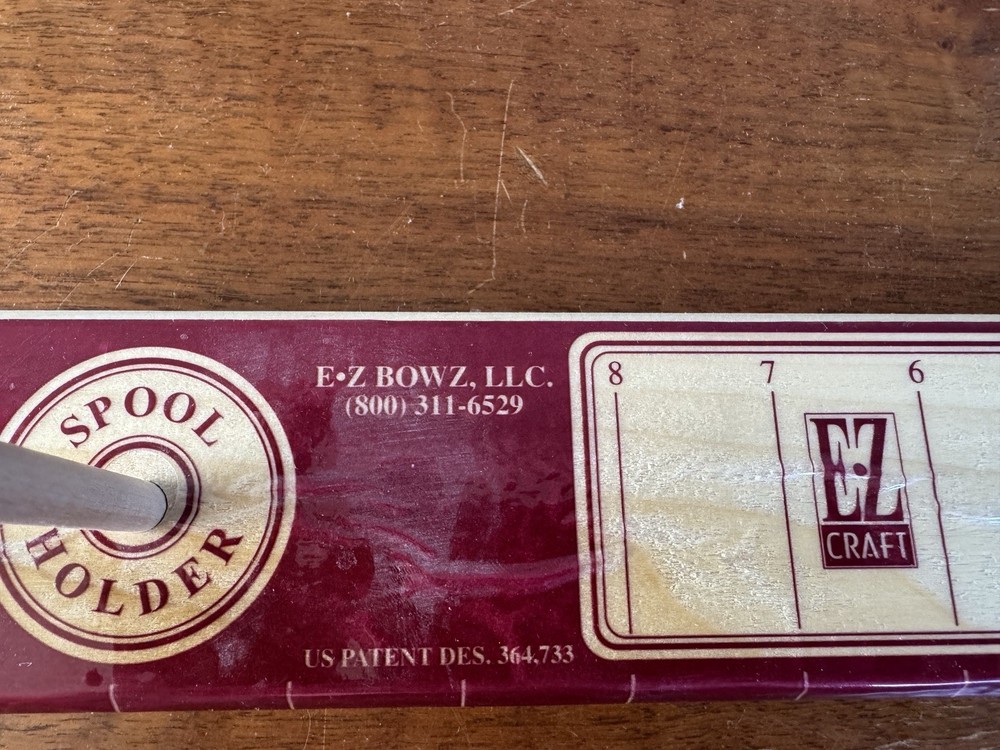 SPOOL
HOLDER
E•Z BOWZ, LLC.
(800) 311-6529
US PATENT DES. 364,733
8 7 6
E•Z
CRAFT